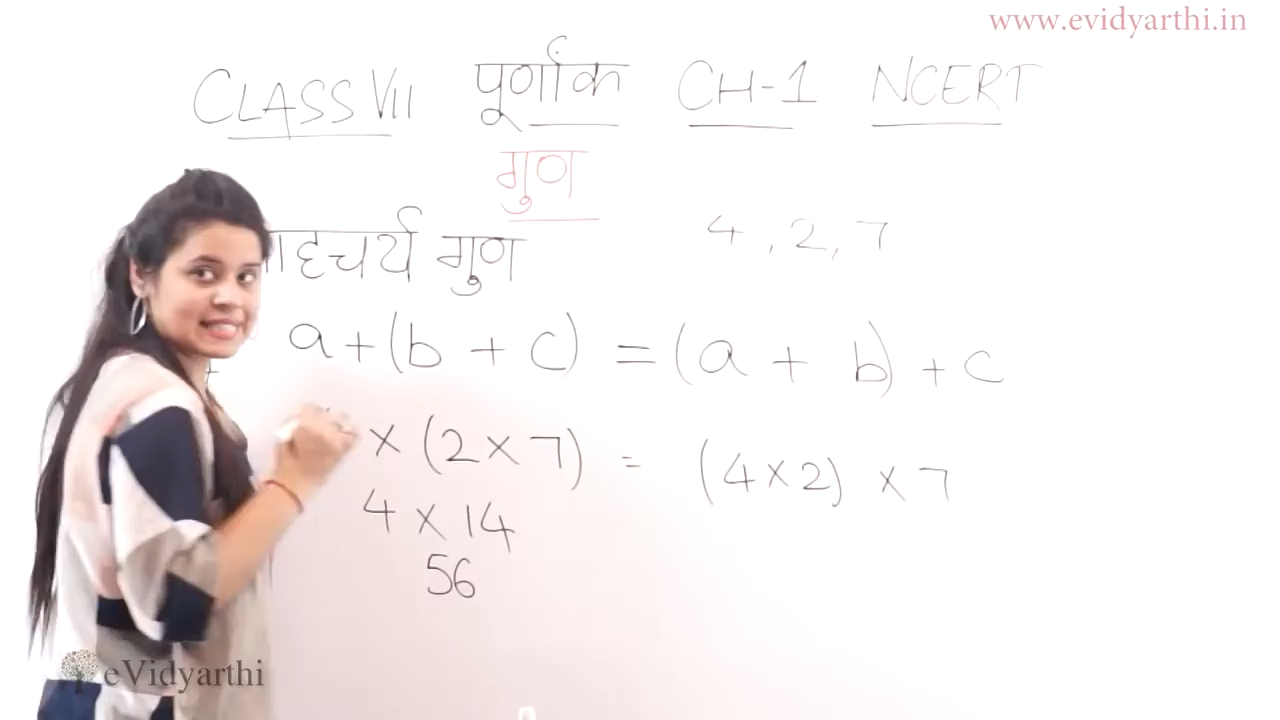 www.evidyarthi.in
CLASS VII पूर्णांक CH-1 NCERT
गुण
गुण 4, 2, 7
a + (b + c) = (a + b) + c
× (2 × 7) = (4 × 2) × 7
4 × 14
56
eVidyarthi